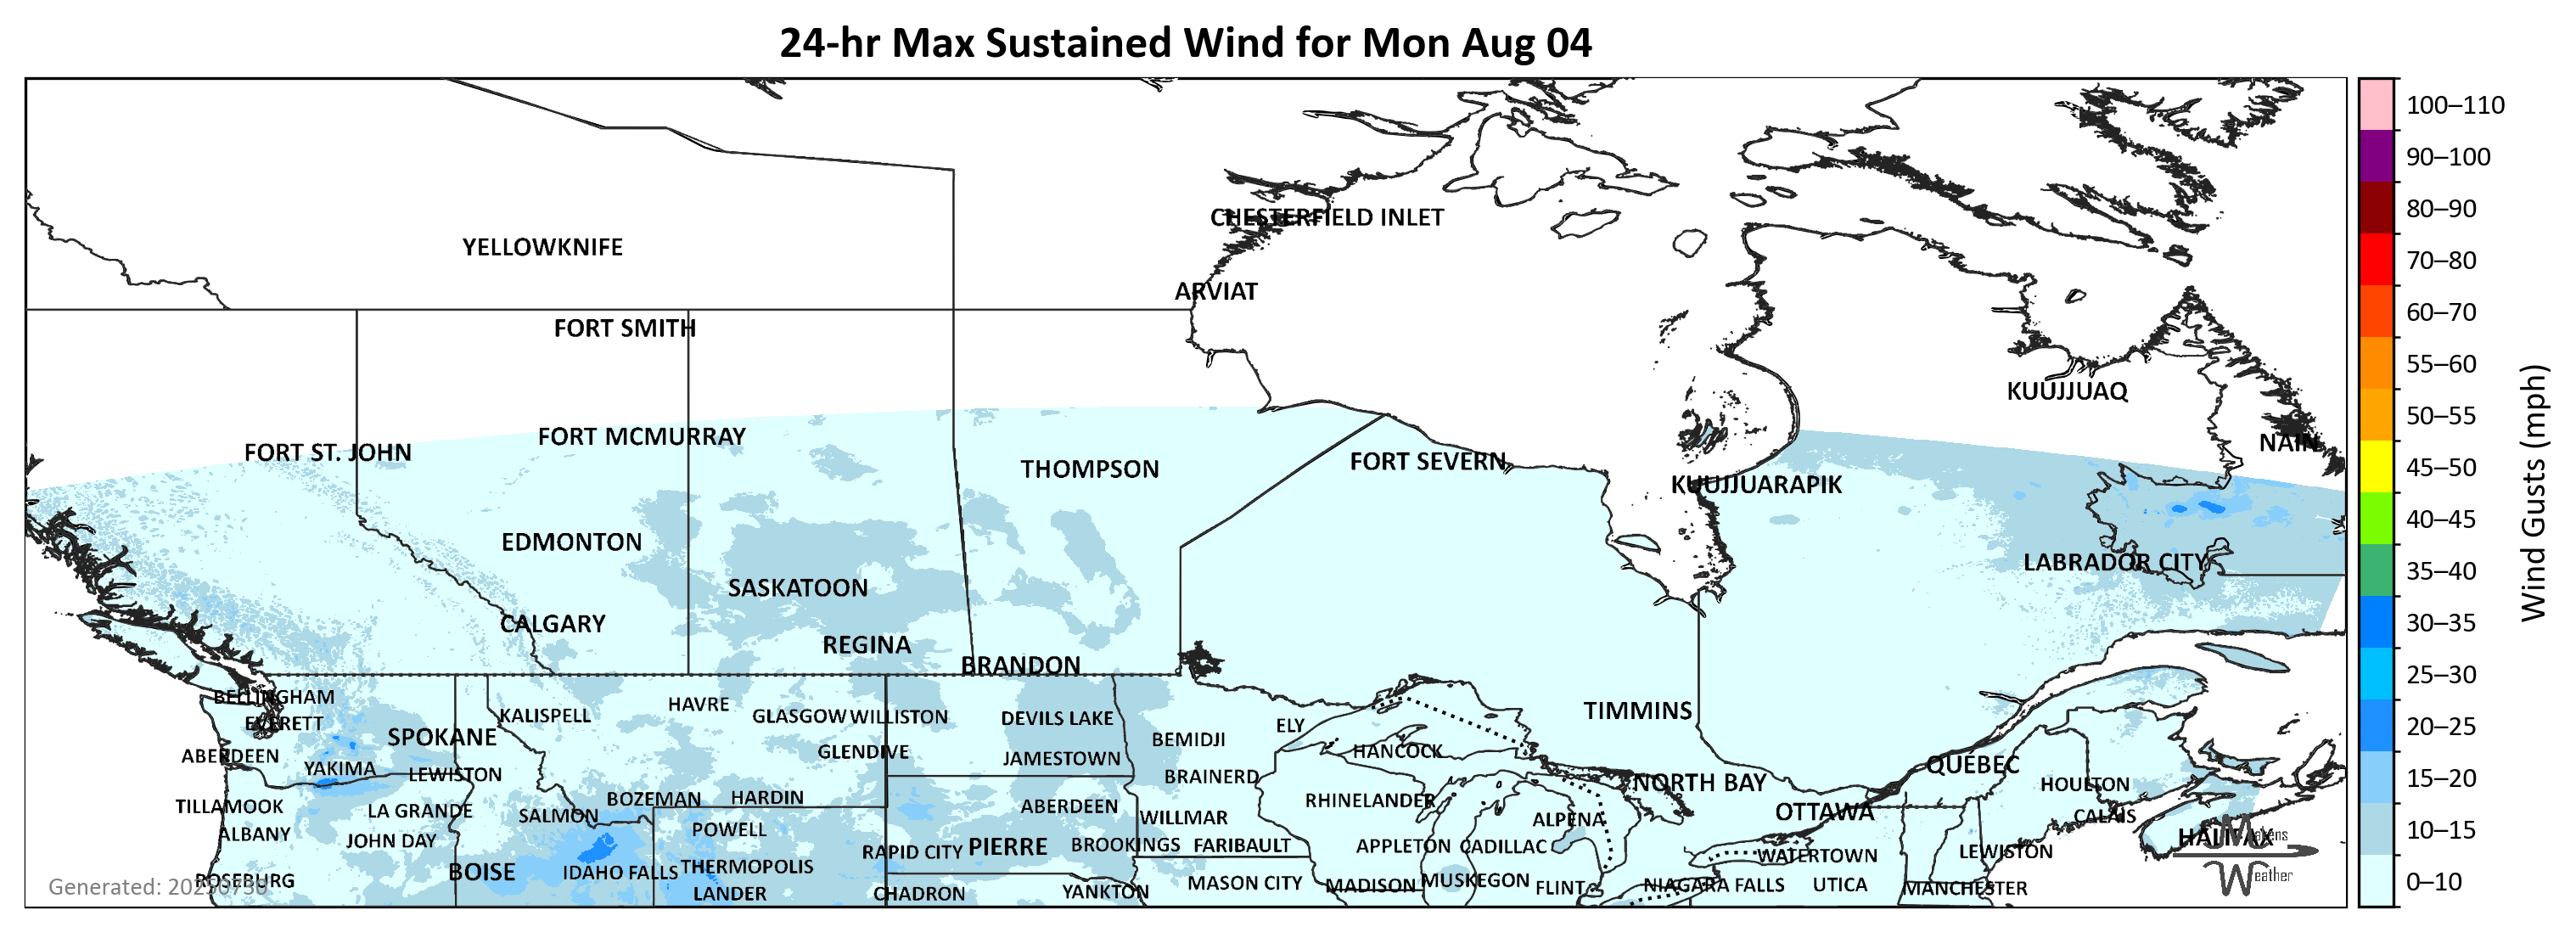 24-hr Max Sustained Wind for Mon Aug 04
CHESTERFIELD INLET
YELLOWKNIFE
ARVIAT
FORT SMITH
KUUJJUAQ
FORT MCMURRAY
NAIN
FORT ST. JOHN
FORT SEVERN
THOMPSON
KUUJJUARAPIK
EDMONTON
LABRADOR CITY
SASKATOON
CALGARY
REGINA
BRANDON
BELLINGHAM
HAVRE
KALISPELL
GLASGOW
WILLISTON
DEVILS LAKE
TIMMINS
EVERETT
ELY
SPOKANE
BEMIDJI
HANCOCK
GLENDIVE
ABERDEEN
JAMESTOWN
QUÉBEC
YAKIMA
LEWISTON
BRAINERD
NORTH BAY
HOULTON
BOZEMAN
HARDIN
RHINELANDER
TILLAMOOK
LA GRANDE
ABERDEEN
OTTAWA
SALMON
WILLMAR
CALAIS
ALPENA
POWELL
ALBANY
HALIFAX
JOHN DAY
PIERRE
BROOKINGS
FARIBAULT
APPLETON
CADILLAC
RAPID CITY
LEWISTON
WATERTOWN
THERMOPOLIS
BOISE
IDAHO FALLS
ROSEBURG
MUSKEGON
MASON CITY
MADISON
NIAGARA FALLS
UTICA
FLINT
MANCHESTER
LANDER
CHADRON
YANKTON
Generated: 20250730
Makens
Weather
100–110
90–100
80–90
70–80
60–70
55–60
50–55
45–50
40–45
35–40
30–35
25–30
20–25
15–20
10–15
0–10
Wind Gusts (mph)